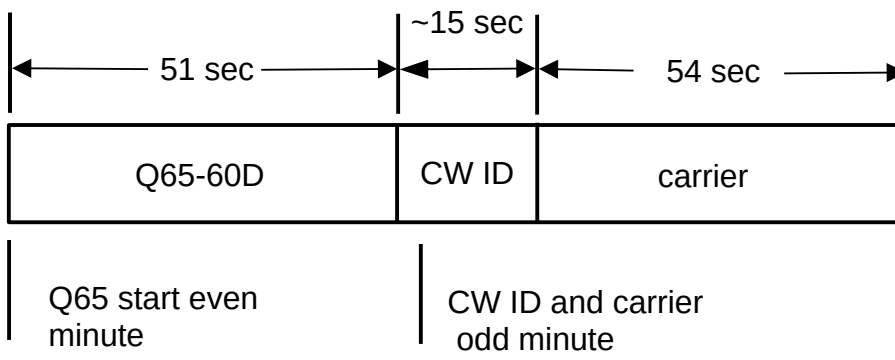 ~15 sec
51 sec
54 sec
Q65-60D
CW ID
carrier
Q65 start even
minute
CW ID and carrier
odd minute